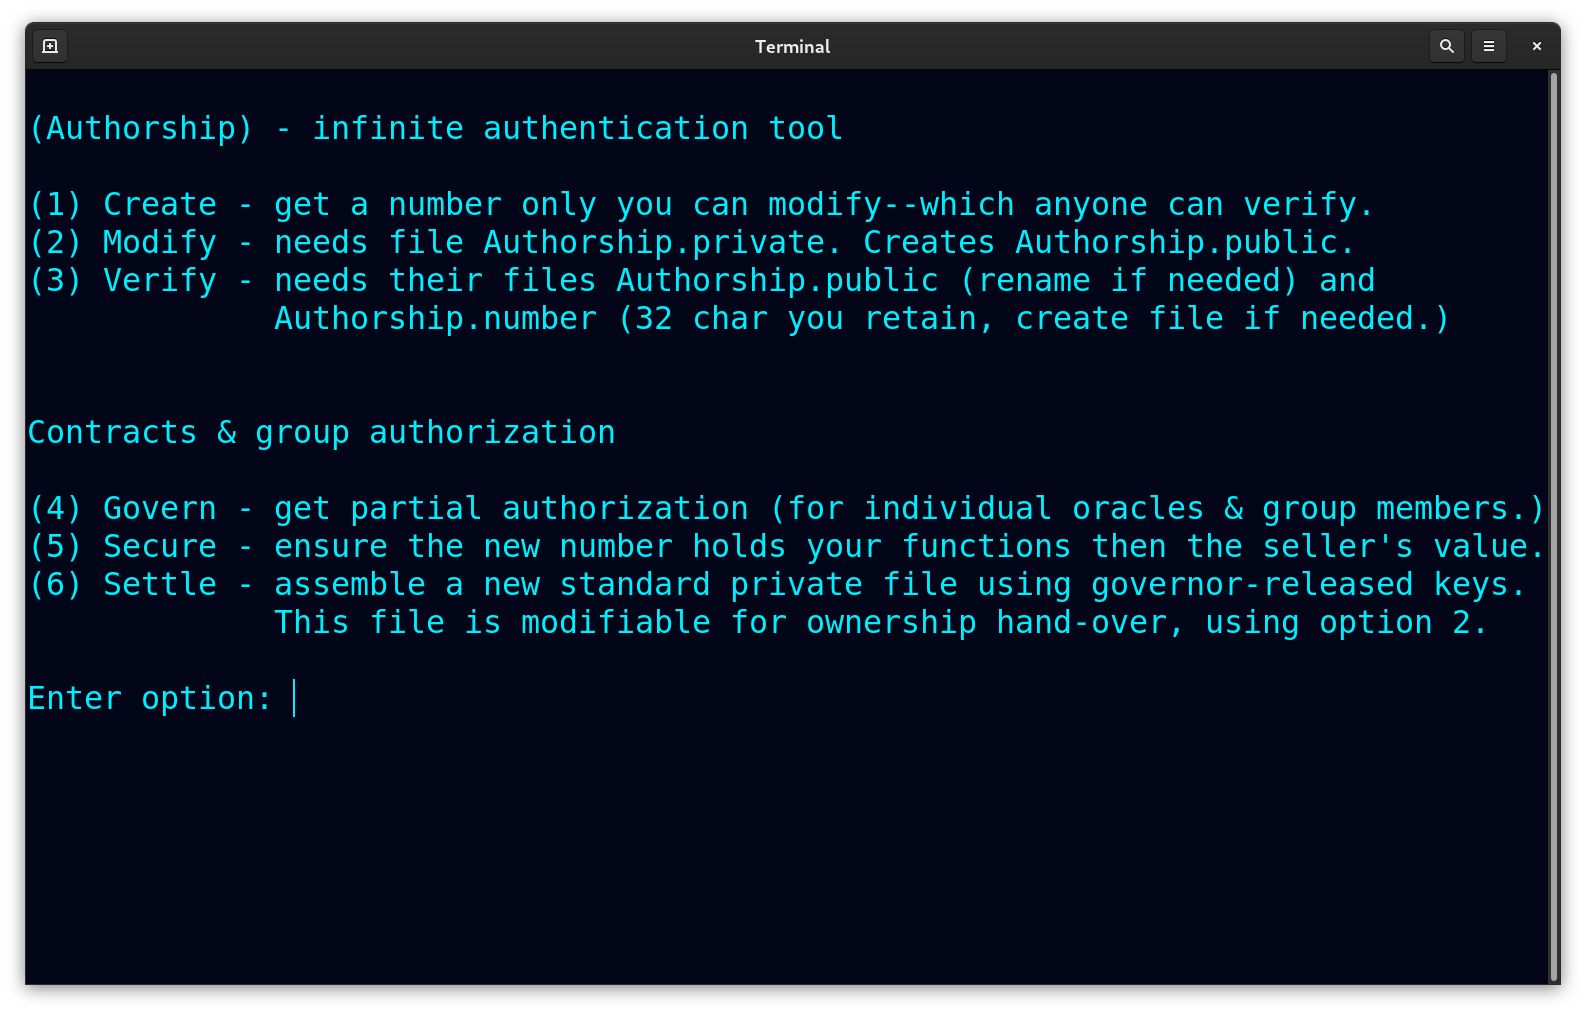 Terminal
(Authorship) - infinite authentication tool
(1) Create - get a number only you can modify--which anyone can verify.
(2) Modify - needs file Authorship.private. Creates Authorship.public.
(3) Verify - needs their files Authorship.public (rename if needed) and
Authorship.number (32 char you retain, create file if needed.)
Contracts & group authorization
(4) Govern - get partial authorization (for individual oracles & group members.)
(5) Secure - ensure the new number holds your functions then the seller's value.
(6) Settle - assemble a new standard private file using governor-released keys.
This file is modifiable for ownership hand-over, using option 2.
Enter option: